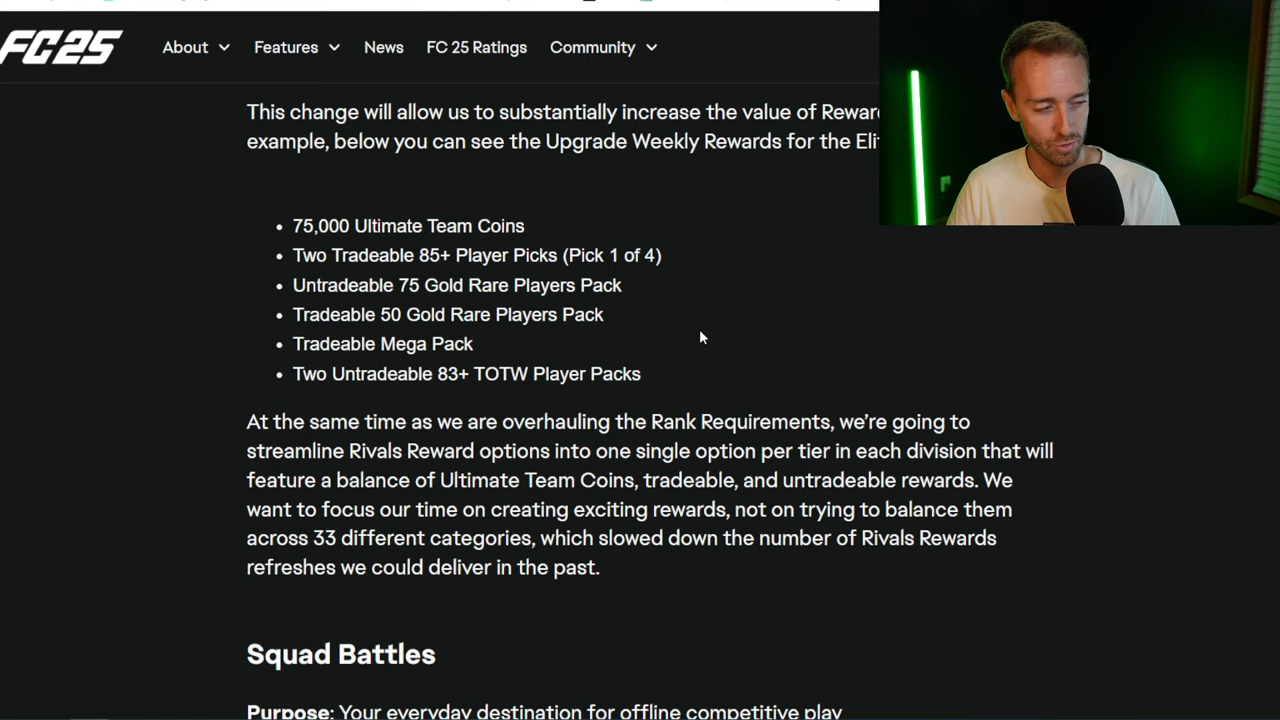 FC25
About
Features
News
FC 25 Ratings
Community
This change will allow us to substantially increase the value of
example, below you can see the Upgrade Weekly Rewards for the
• 75,000 Ultimate Team Coins
• Two Tradeable 85+ Player Picks (Pick 1 of 4)
• Untradeable 75 Gold Rare Players Pack
• Tradeable 50 Gold Rare Players Pack
• Tradeable Mega Pack
• Two Untradeable 83+ TOTW Player Packs
At the same time as we are overhauling the Rank Requirements, we’re going to
streamline Rivals Reward options into one single option per tier in each division that will
feature a balance of Ultimate Team Coins, tradeable, and untradeable rewards. We
want to focus our time on creating exciting rewards, not on trying to balance them
across 33 different categories, which slowed down the number of Rivals Rewards
refreshes we could deliver in the past.
Squad Battles
Purpose: Your everyday destination for offline competitive play